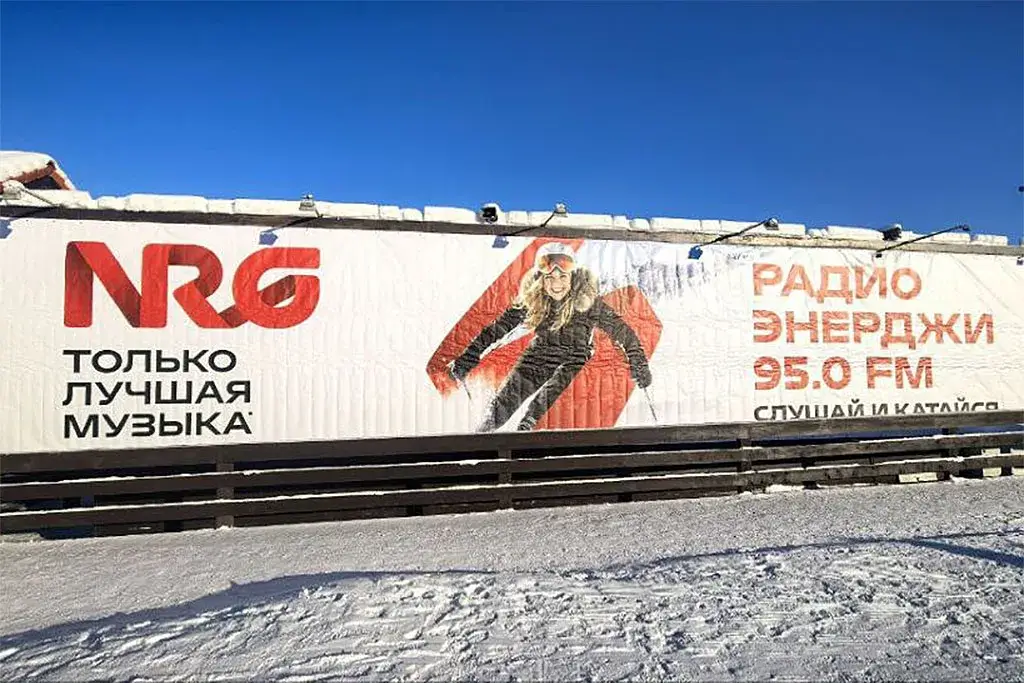 NRG
ТОЛЬКО
ЛУЧШАЯ
МУЗЫКА*
РАДИО
ЭНЕРДЖИ
95.0 FM
СЛУШАЙ И КАТАЙСЯ